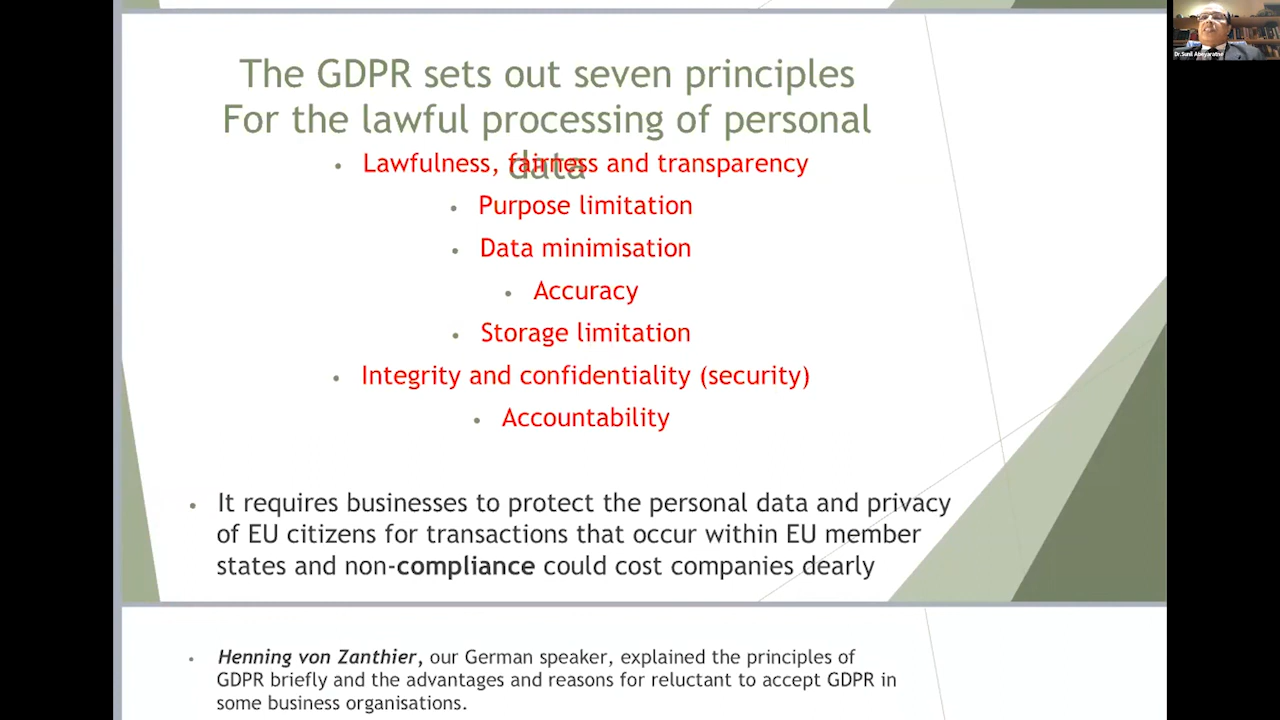 The GDPR sets out seven principles
For the lawful processing of personal
data
• Lawfulness, fairness and transparency
• Purpose limitation
• Data minimisation
• Accuracy
• Storage limitation
• Integrity and confidentiality (security)
• Accountability
• It requires businesses to protect the personal data and privacy
of EU citizens for transactions that occur within EU member
states and non-compliance could cost companies dearly
• Henning von Zanthier, our German speaker, explained the principles of
GDPR briefly and the advantages and reasons for reluctant to accept GDPR in
some business organisations.
Dr.Sunil Abeyaratne